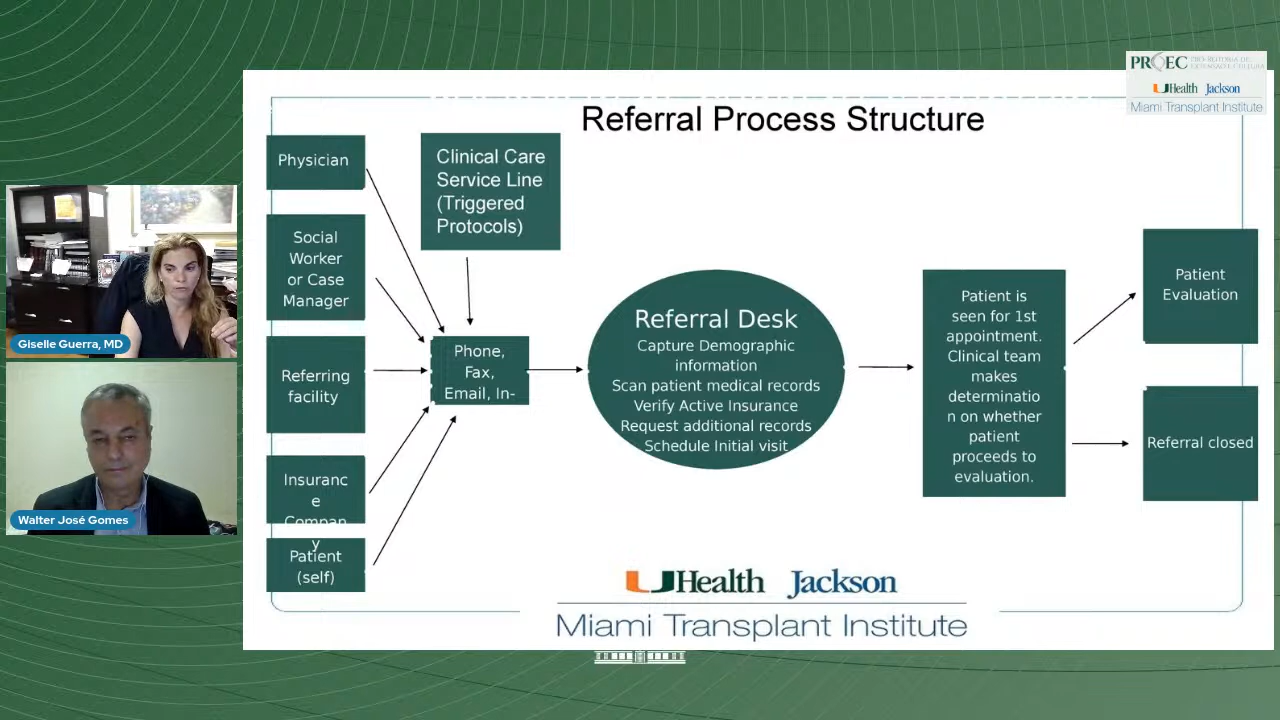 PROEC
UHealth Jackson
Miami Transplant Institute
Referral Process Structure
Physician
Social
Worker
or Case
Manager
Referring
facility
Insuranc
e
Compan
y
Patient
(self)
Clinical Care
Service Line
(Triggered
Protocols)
Phone,
Fax,
Email, In-
Referral Desk
Capture Demographic
information
Scan patient medical records
Verify Active Insurance
Request additional records
Schedule Initial visit
Patient is
seen for 1st
appointment.
Clinical team
makes
determinatio
n on whether
patient
proceeds to
evaluation.
Patient
Evaluation
Referral closed
UHealth Jackson
Miami Transplant Institute
Giselle Guerra, MD
Walter José Gomes